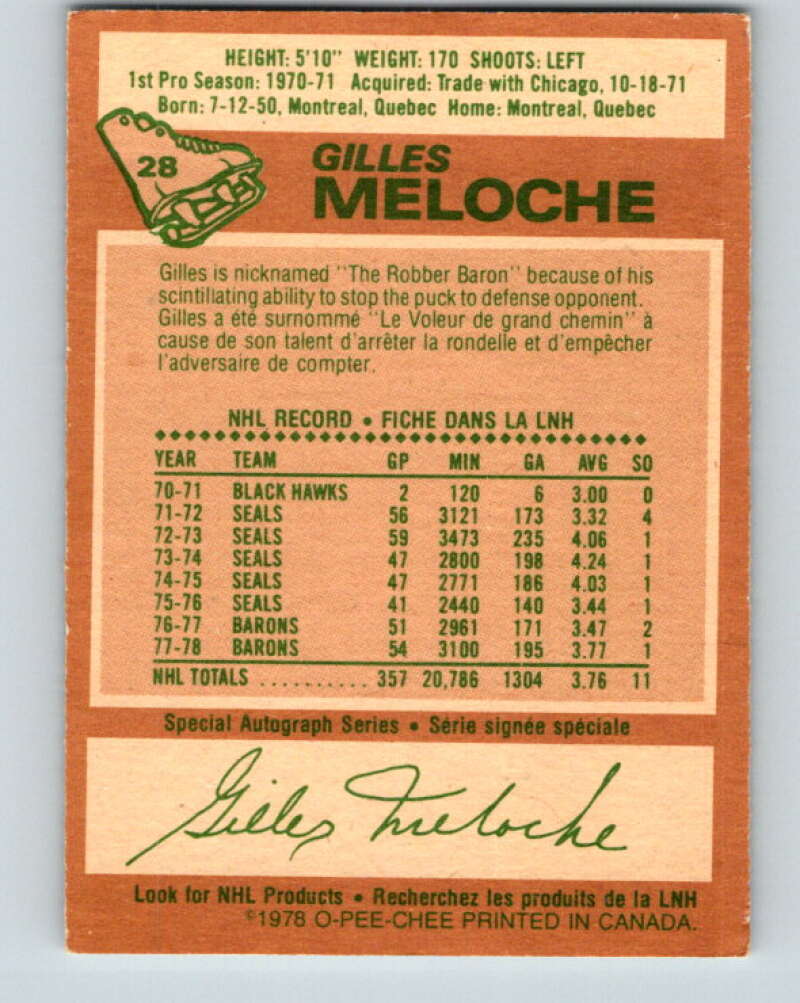 HEIGHT: 5'10" WEIGHT: 170 SHOOTS: LEFT
1st Pro Season: 1970-71 Acquired: Trade with Chicago, 10-18-71
Born: 7-12-50, Montreal, Quebec Home: Montreal, Quebec
28
GILLES
MELOCHE
Gilles is nicknamed "The Robber Baron" because of his
scintillating ability to stop the puck to defense opponent.
Gilles a été surnommé "Le Voleur de grand chemin" à
cause de son talent d'arrêter la rondelle et d'empêcher
l'adversaire de compter.
NHL RECORD • FICHE DANS LA LNH
YEAR TEAM GP MIN GA AVG SO
70-71 BLACK HAWKS 2 120 6 3.00 0
71-72 SEALS 56 3121 173 3.32 4
72-73 SEALS 59 3473 235 4.06 1
73-74 SEALS 47 2800 198 4.24 1
74-75 SEALS 47 2771 186 4.03 1
75-76 SEALS 41 2440 140 3.44 1
76-77 BARONS 51 2961 171 3.47 2
77-78 BARONS 54 3100 195 3.77 1
NHL TOTALS .......... 357 20,786 1304 3.76 11
Special Autograph Series • Série signée spéciale
Gilles Meloche
Look for NHL Products • Recherchez les produits de la LNH
©1978 O-PEE-CHEE PRINTED IN CANADA.